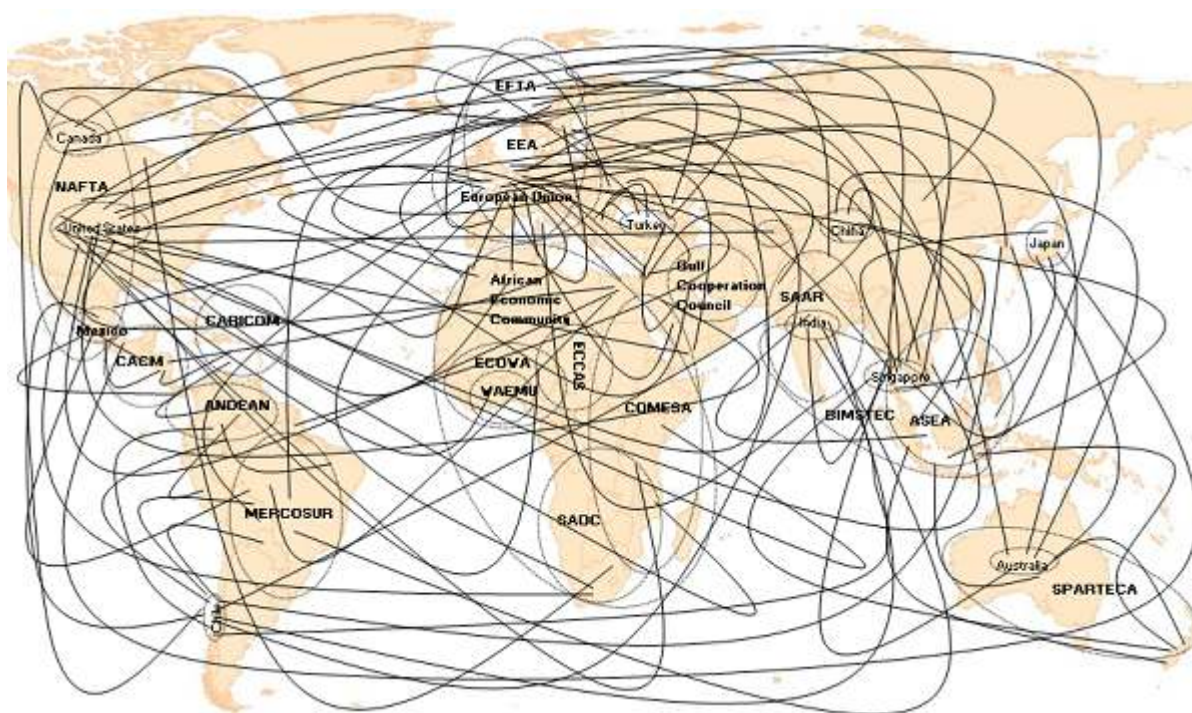 EFTA
Canada
EEA
NAFTA
European Union
United States
Turkey
China
Japan
African
Economic
Community
Gulf
Cooperation
Council
SAAR
India
Mexico
CARICOM
CACM
ECOWA
WAEMU
ECCAS
Singapore
ANDEAN
COMESA
BIMSTEC
ASEA
MERCOSUR
SADC
Australia
SPARTECA
Chile